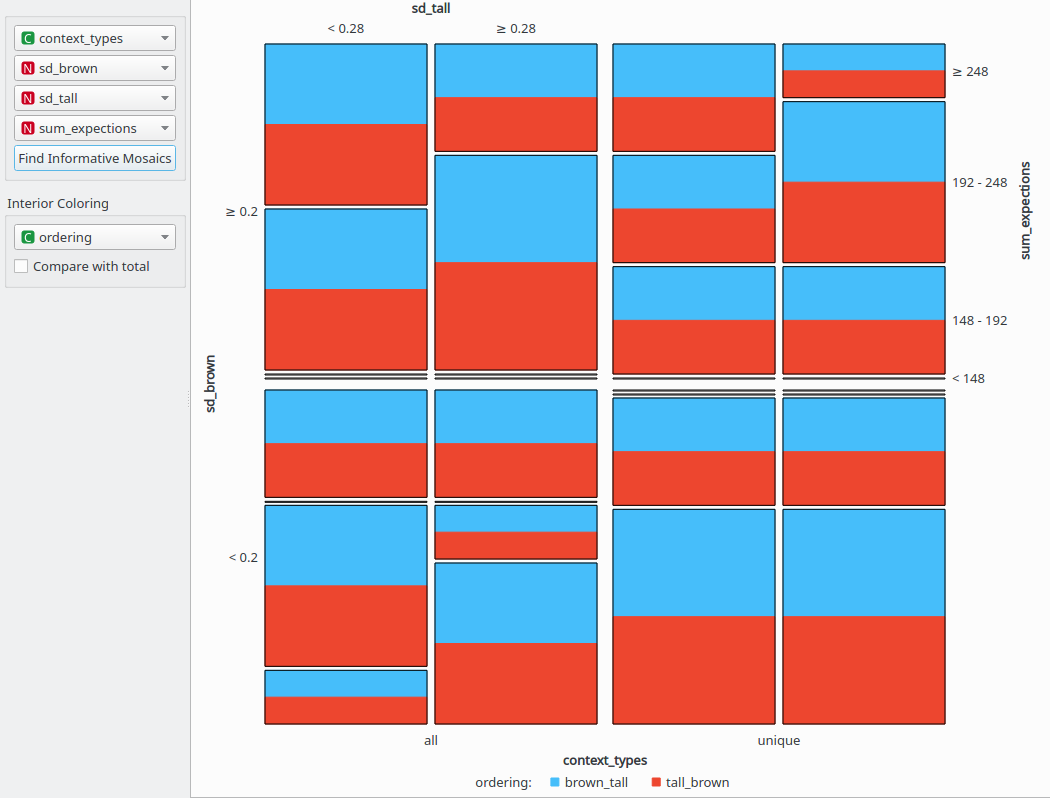 sd_tall
< 0.28
≥ 0.28
C context_types
N sd_brown
N sd_tall
N sum_expections
Find Informative Mosaics
Interior Coloring
C ordering
Compare with total
≥ 0.2
< 0.2
sd_brown
≥ 248
192 - 248
148 - 192
< 148
sum_expections
all
unique
context_types
ordering: brown_tall tall_brown